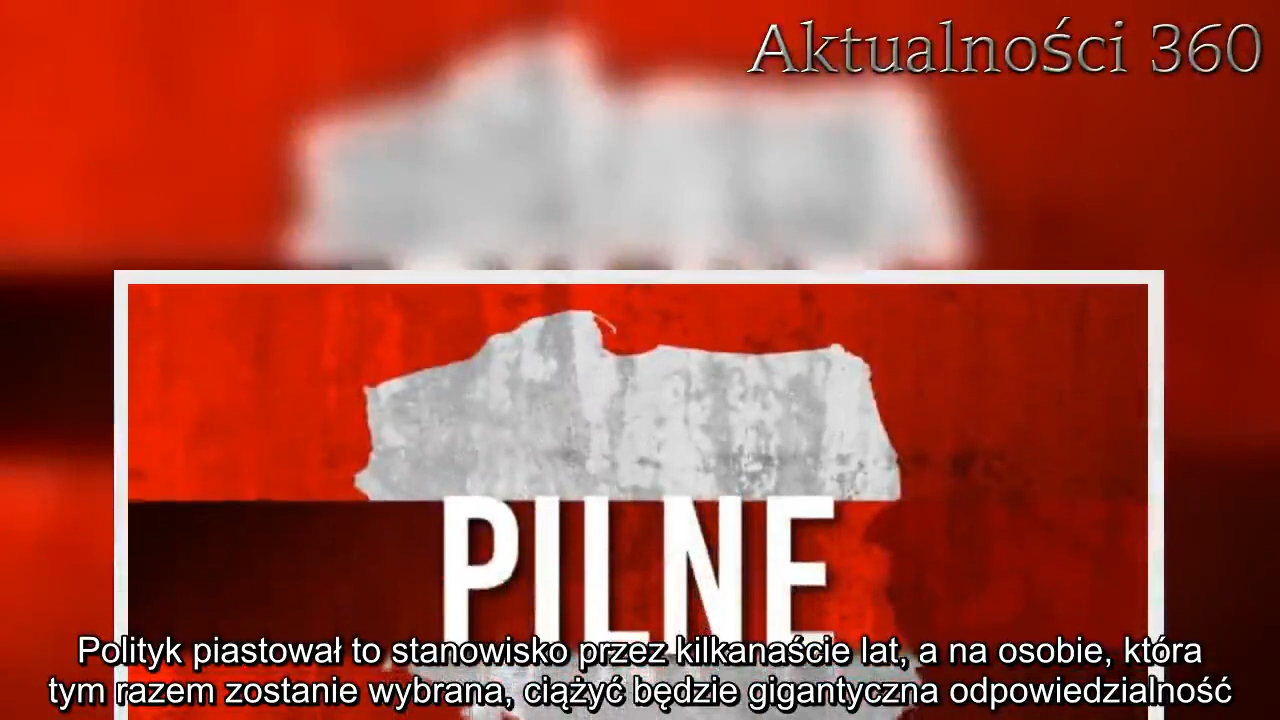 Aktualności 360
PILNE
Polityk piastował to stanowisko przez kilkanaście lat, a na osobie, która
tym razem zostanie wybrana, ciążyć będzie gigantyczna odpowiedzialność